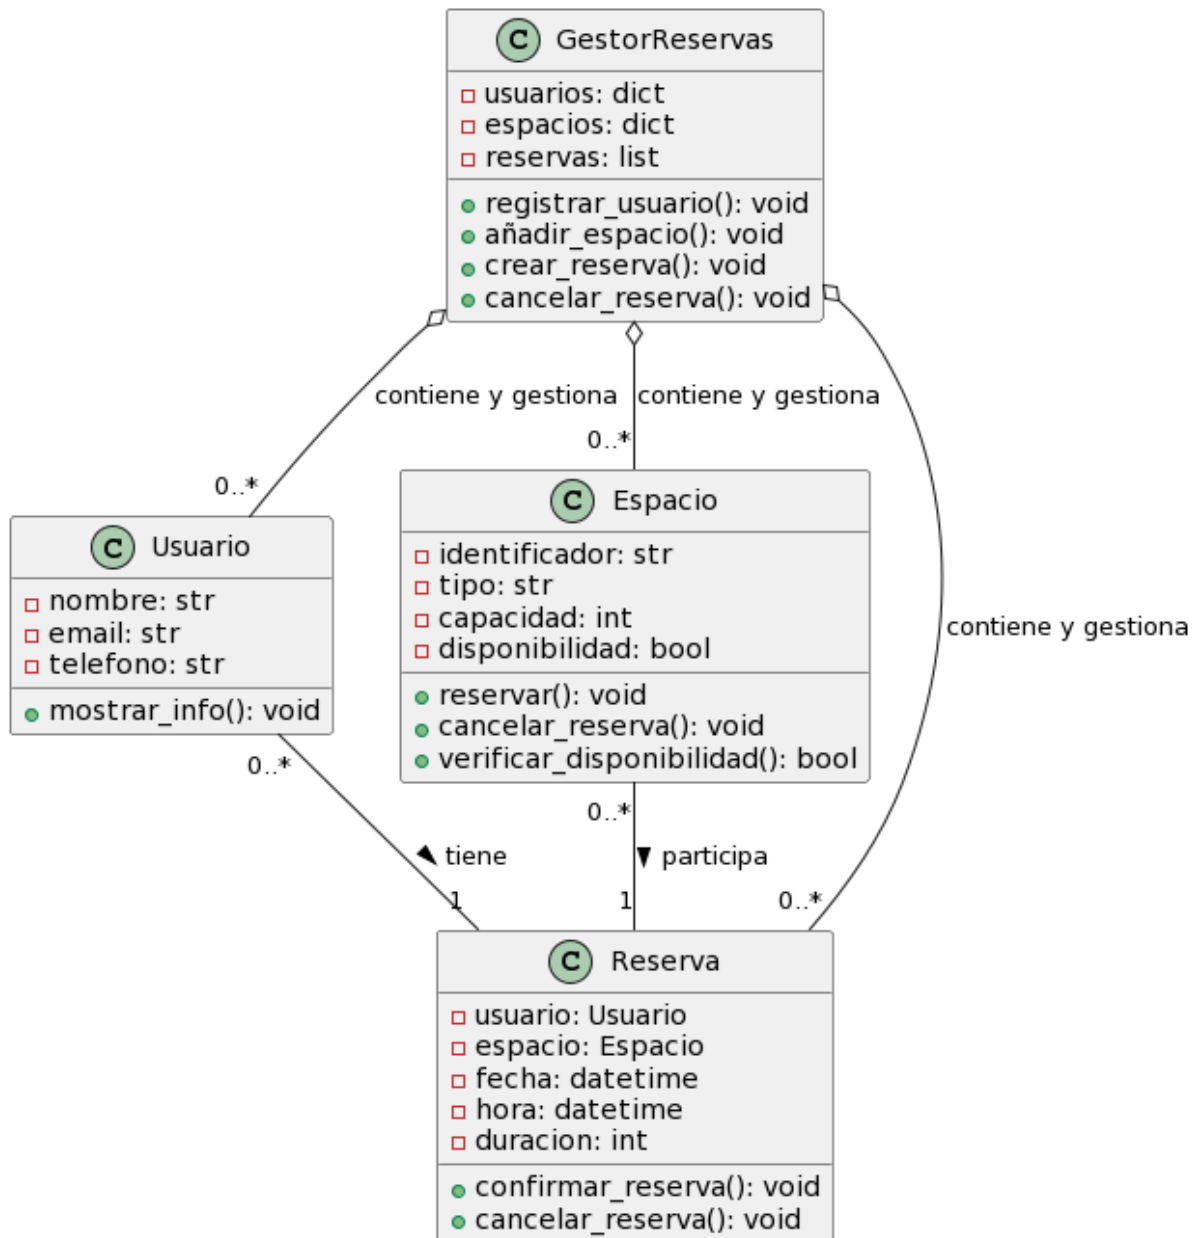 C GestorReservas
usuarios: dict
espacios: dict
reservas: list
registrar_usuario(): void
añadir_espacio(): void
crear_reserva(): void
cancelar_reserva(): void
contiene y gestiona
contiene y gestiona
0..*
0..*
C Usuario
nombre: str
email: str
telefono: str
mostrar_info(): void
C Espacio
identificador: str
tipo: str
capacidad: int
disponibilidad: bool
reservar(): void
cancelar_reserva(): void
verificar_disponibilidad(): bool
contiene y gestiona
0..*
0..*
tiene
participa
1
1
0..*
C Reserva
usuario: Usuario
espacio: Espacio
fecha: datetime
hora: datetime
duracion: int
confirmar_reserva(): void
cancelar_reserva(): void